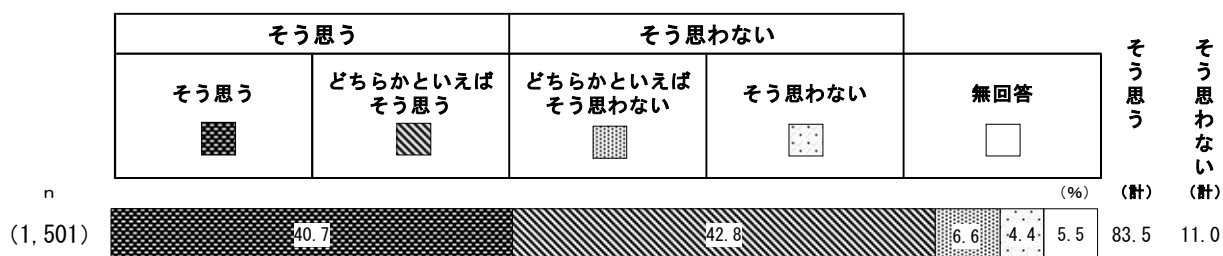 そう思う そう思わない
そう思う
どちらかといえば
そう思う
どちらかといえば
そう思わない
そう思わない
無回答
そう思う
(計)
そう思わない
(計)
n
(%)
(1,501) 40.7 42.8 6.6 4.4 5.5 83.5 11.0